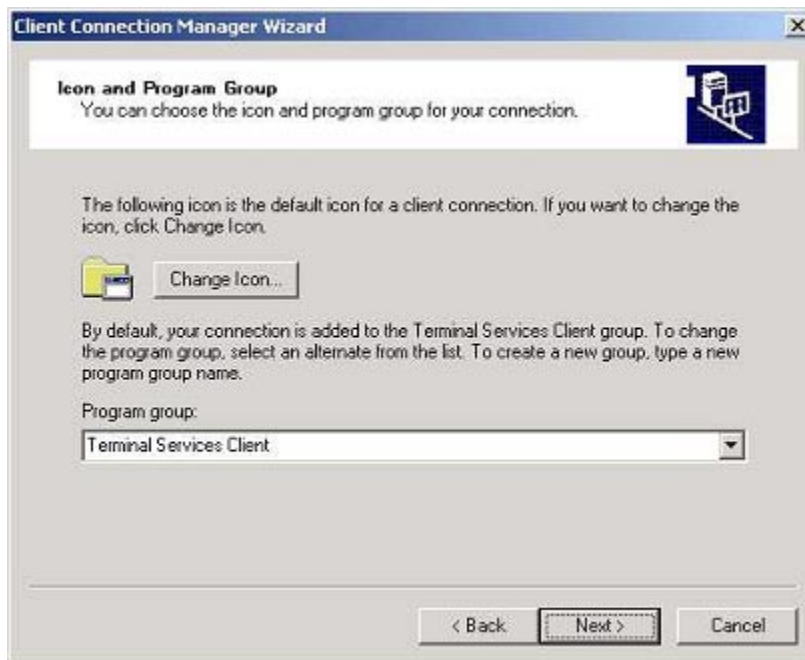 Client Connection Manager Wizard
Icon and Program Group
You can choose the icon and program group for your connection.
The following icon is the default icon for a client connection. If you want to change the
icon, click Change Icon.
Change Icon...
By default, your connection is added to the Terminal Services Client group. To change
the program group, select an alternate from the list. To create a new group, type a new
program group name.
Program group:
Terminal Services Client
< Back
Next >
Cancel